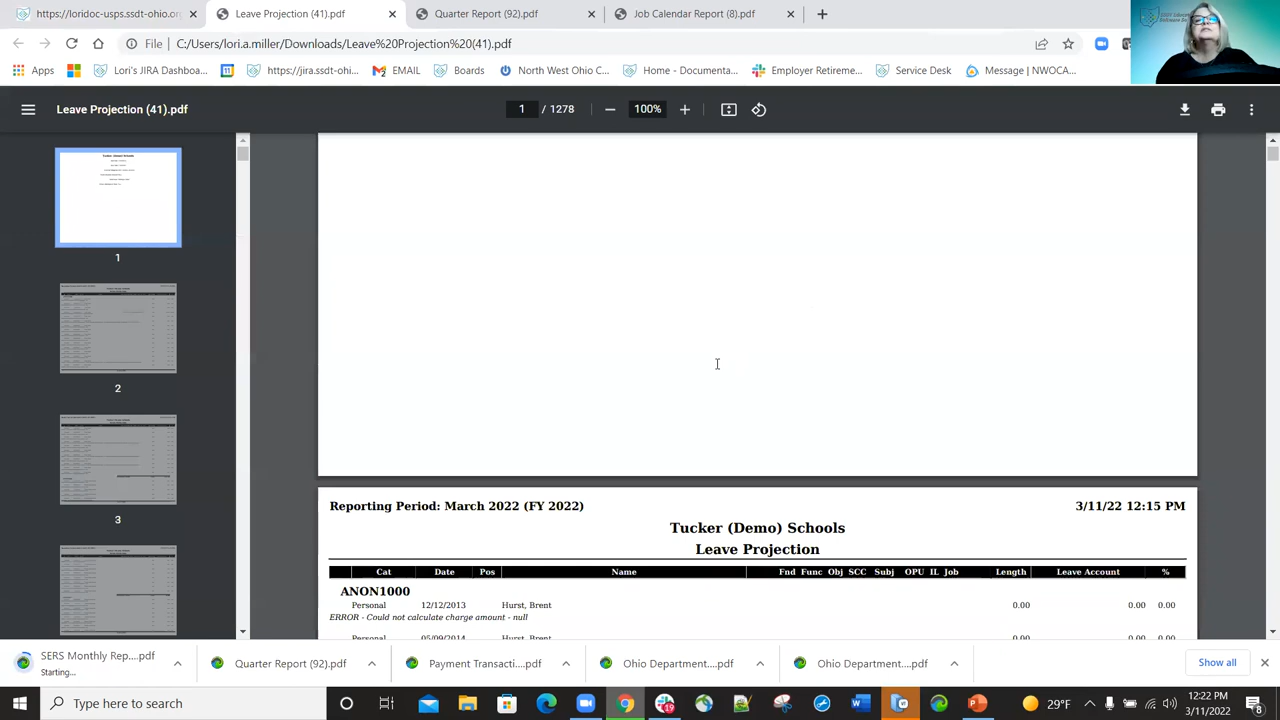 https://loridoc-usps.ssdt-ohio.or
Leave Projection (41).pdf
Quarter Report (92).pdf
Job Calendar Report (8).pdf
File
C:/Users/lori.a.miller/Downloads/Leave%20Projection%20(41).pdf
Apps
Lori's JIRA Dashboa...
https://jira.ssdt-ohi...
EMAIL
Boards
North West Ohio C...
Home - Documenta...
Employer Retireme...
Service Desk
Message | NWOCA...
Leave Projection (41).pdf
1 / 1278
100%
1
2
3
Reporting Period: March 2022 (FY 2022)
3/11/22 12:15 PM
Tucker (Demo) Schools
Leave Projection
Cat Date Pos Name Fnd Func Obj SCC Subj OPU IL Job Length Leave Account %
ANON1000
Personal 12/12/2013 Hurst, Brent 0.00 0.00 0.00
ERROR - Could not calculate charge amount - null
Personal 05/09/2014 Hurst, Brent 0.00 0.00 0.00
SERS Monthly Rep....pdf
Starting...
Quarter Report (92).pdf
Payment Transacti....pdf
Ohio Department....pdf
Ohio Department....pdf
Show all
Type here to search
19
29°F
12:22 PM
3/11/2022
8